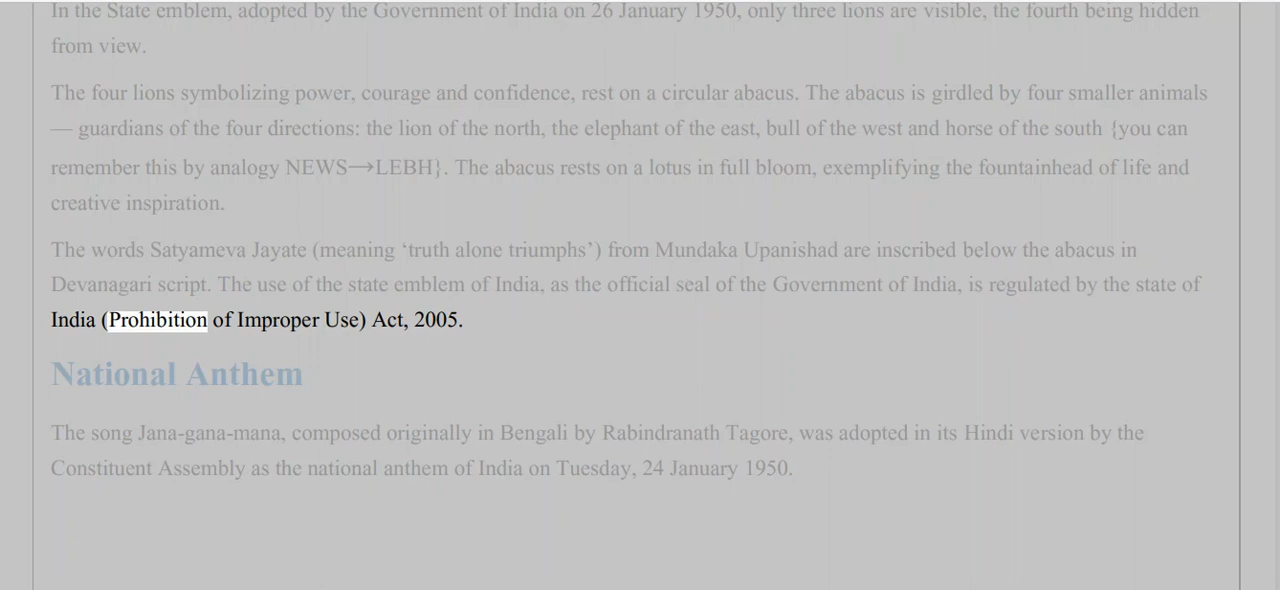 In the State emblem, adopted by the Government of India on 26 January 1950, only three lions are visible, the fourth being hidden
from view.
The four lions symbolizing power, courage and confidence, rest on a circular abacus. The abacus is girdled by four smaller animals
— guardians of the four directions: the lion of the north, the elephant of the east, bull of the west and horse of the south {you can
remember this by analogy NEWS→LEBH}. The abacus rests on a lotus in full bloom, exemplifying the fountainhead of life and
creative inspiration.
The words Satyameva Jayate (meaning ‘truth alone triumphs’) from Mundaka Upanishad are inscribed below the abacus in
Devanagari script. The use of the state emblem of India, as the official seal of the Government of India, is regulated by the state of
India (Prohibition of Improper Use) Act, 2005.
National Anthem
The song Jana-gana-mana, composed originally in Bengali by Rabindranath Tagore, was adopted in its Hindi version by the
Constituent Assembly as the national anthem of India on Tuesday, 24 January 1950.